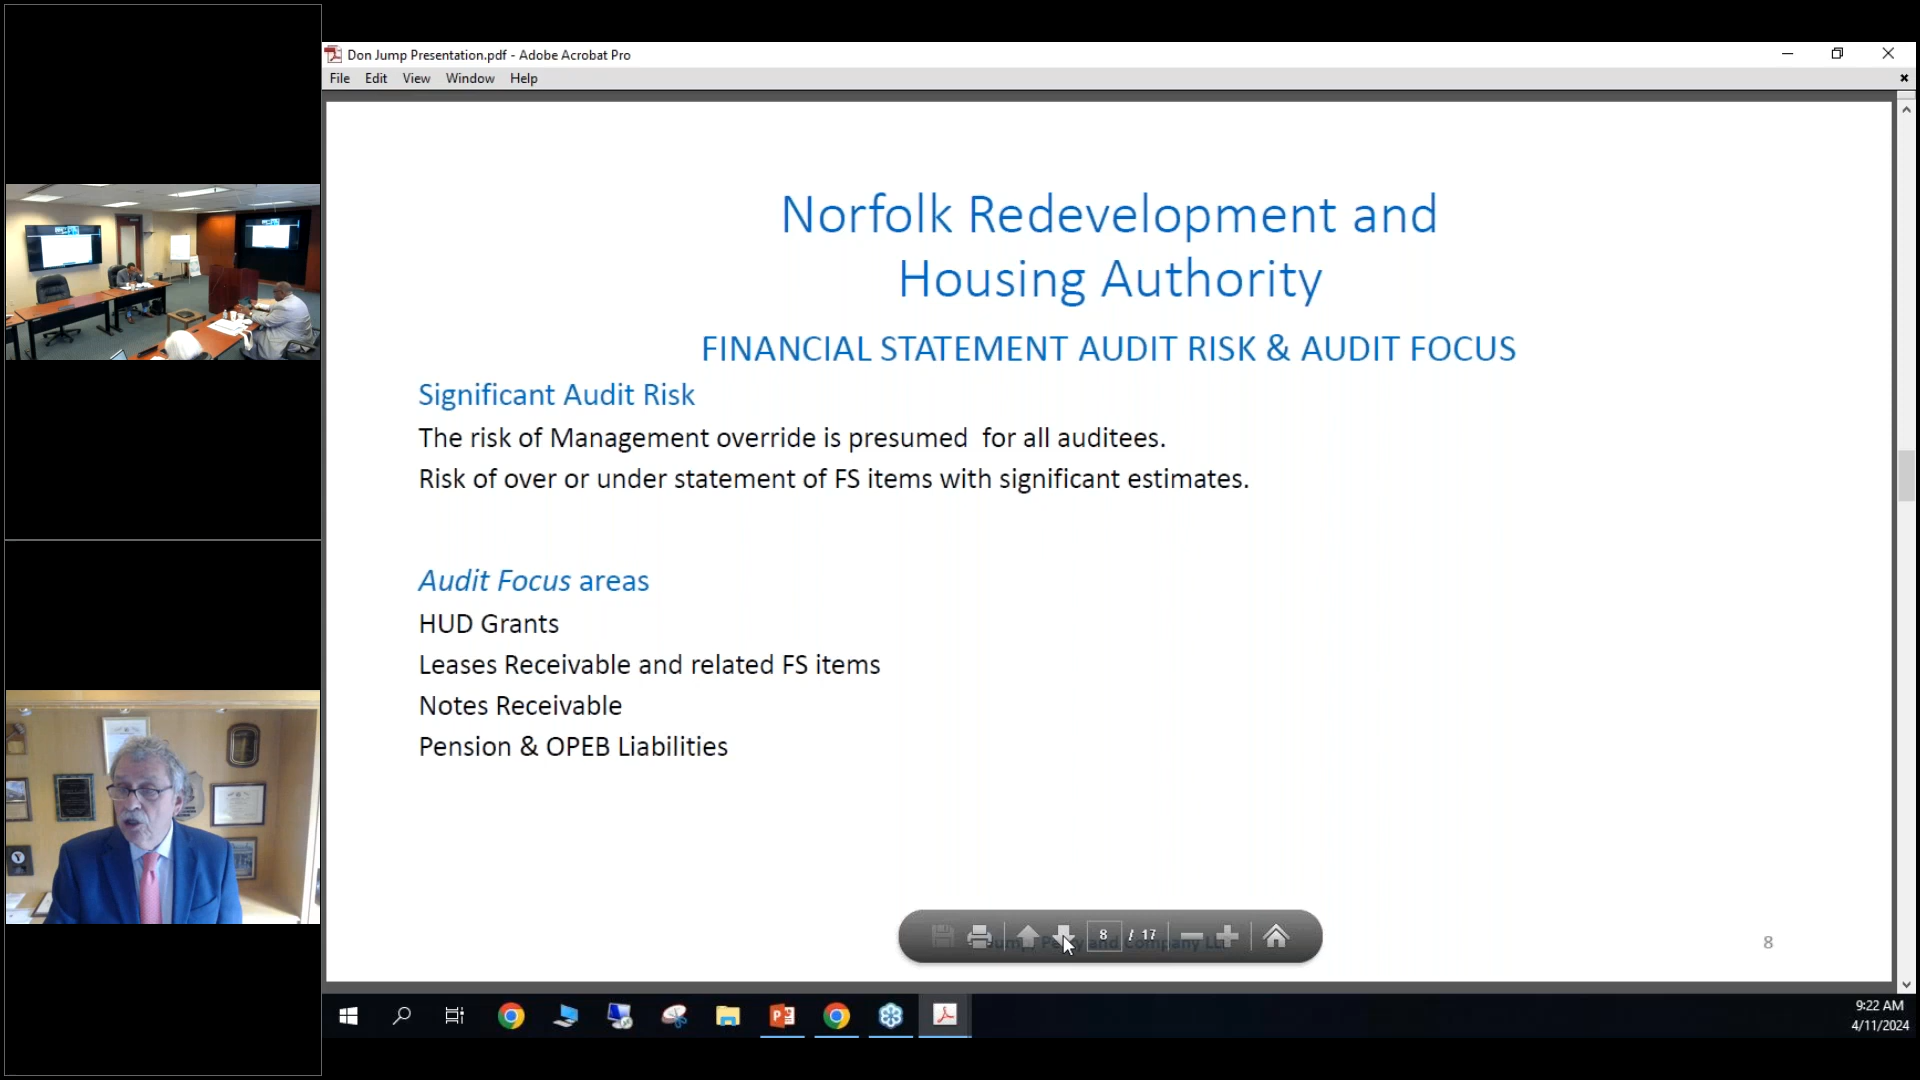 Don Jump Presentation.pdf - Adobe Acrobat Pro
File Edit View Window Help
Norfolk Redevelopment and
Housing Authority
FINANCIAL STATEMENT AUDIT RISK & AUDIT FOCUS
Significant Audit Risk
The risk of Management override is presumed for all auditees.
Risk of over or under statement of FS items with significant estimates.
Audit Focus areas
HUD Grants
Leases Receivable and related FS items
Notes Receivable
Pension & OPEB Liabilities
8 / 17
8
9:22 AM
4/11/2024